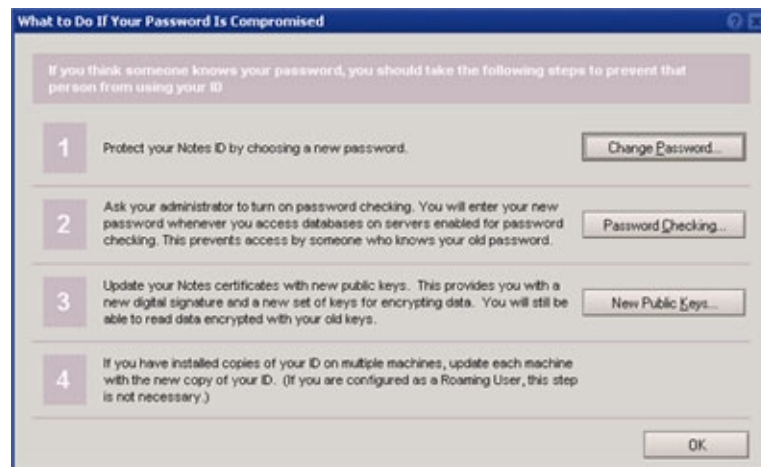 What to Do If Your Password Is Compromised
If you think someone knows your password, you should take the following steps to prevent that
person from using your ID
1
Protect your Notes ID by choosing a new password.
Change Password...
2
Ask your administrator to turn on password checking. You will enter your new
password whenever you access databases on servers enabled for password
checking. This prevents access by someone who knows your old password.
Password Checking...
3
Update your Notes certificates with new public keys. This provides you with a
new digital signature and a new set of keys for encrypting data. You will still be
able to read data encrypted with your old keys.
New Public Keys...
4
If you have installed copies of your ID on multiple machines, update each machine
with the new copy of your ID. (If you are configured as a Roaming User, this step
is not necessary.)
OK